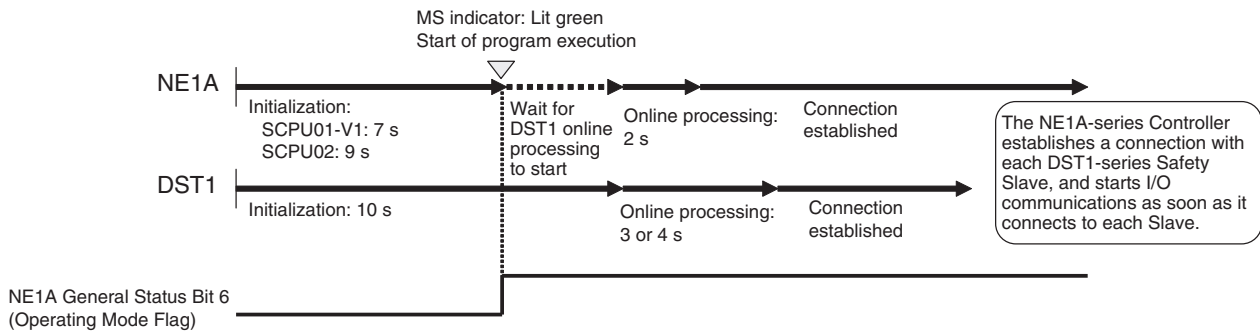 MS indicator: Lit green
Start of program execution
NE1A
Initialization:
SCPU01-V1: 7 s
SCPU02: 9 s
Wait for
DST1 online
processing
to start
Online processing:
2 s
Connection
established
The NE1A-series Controller
establishes a connection with
each DST1-series Safety
Slave, and starts I/O
communications as soon as it
connects to each Slave.
DST1
Initialization: 10 s
Online processing:
3 or 4 s
Connection
established
NE1A General Status Bit 6
(Operating Mode Flag)